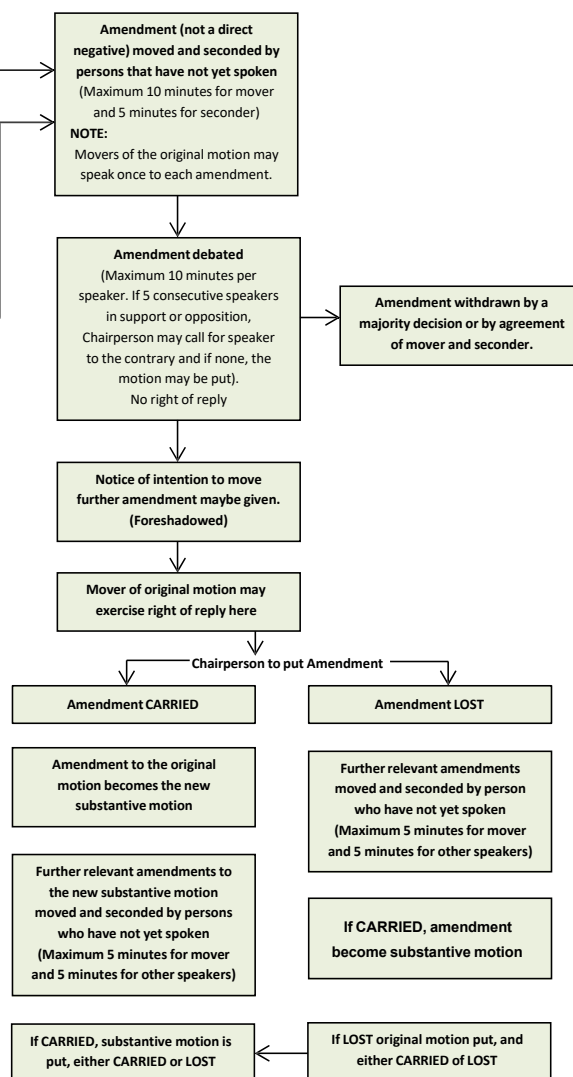 Amendment (not a direct
negative) moved and seconded by
persons that have not yet spoken
(Maximum 10 minutes for mover
and 5 minutes for seconder)
NOTE:
Movers of the original motion may
speak once to each amendment.
Amendment debated
(Maximum 10 minutes per
speaker. If 5 consecutive speakers
in support or opposition,
Chairperson may call for speaker
to the contrary and if none, the
motion may be put).
No right of reply
Amendment withdrawn by a
majority decision or by agreement
of mover and seconder.
Notice of intention to move
further amendment maybe given.
(Foreshadowed)
Mover of original motion may
exercise right of reply here
Chairperson to put Amendment
Amendment CARRIED
Amendment LOST
Amendment to the original
motion becomes the new
substantive motion
Further relevant amendments
moved and seconded by person
who have not yet spoken
(Maximum 5 minutes for mover
and 5 minutes for other speakers)
Further relevant amendments to
the new substantive motion
moved and seconded by persons
who have not yet spoken
(Maximum 5 minutes for mover
and 5 minutes for other speakers)
If CARRIED, amendment
become substantive motion
If CARRIED, substantive motion is
put, either CARRIED or LOST
If LOST original motion put, and
either CARRIED of LOST